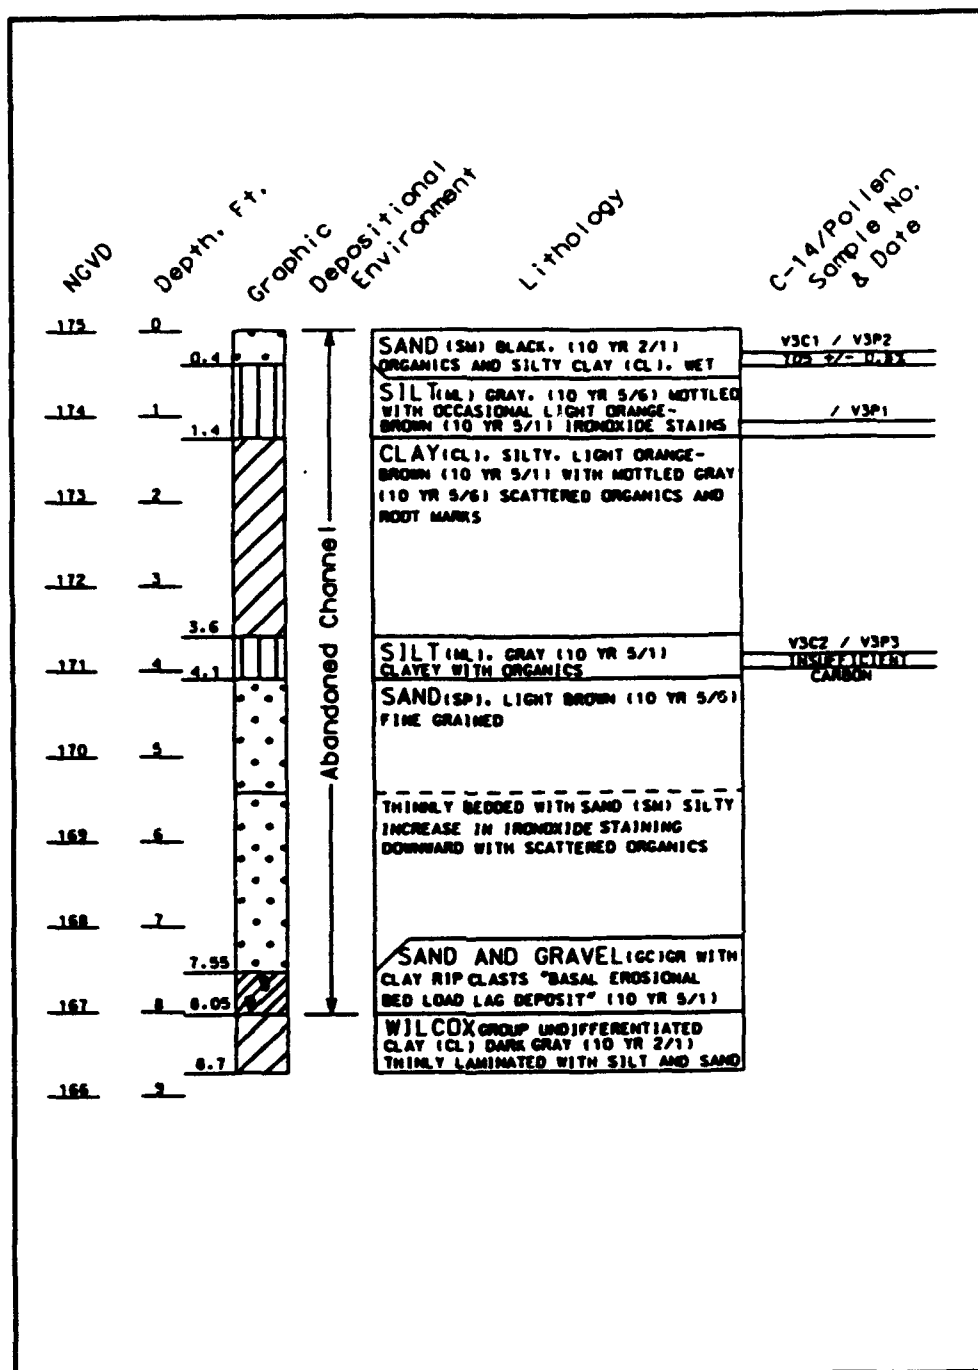 NGVD
Depth, Ft.
Graphic
Depositional
Environment
Lithology
C-14/Pollen
Sample No.
& Date
175
0
0.4
174
1
1.4
173
2
172
3
3.6
171
4
4.1
170
5
169
6
168
7
7.55
167
8
8.05
8.7
166
9
Abandoned Channel
SAND (SM) BLACK. (10 YR 2/1)
ORGANICS AND SILTY CLAY (CL). WET
SILT (ML) GRAY. (10 YR 5/6) MOTTLED
WITH OCCASIONAL LIGHT ORANGE-
BROWN (10 YR 5/1) IRONOXIDE STAINS
CLAY (CL). SILTY. LIGHT ORANGE-
BROWN (10 YR 5/1) WITH MOTTLED GRAY
(10 YR 5/6) SCATTERED ORGANICS AND
ROOT MARKS
SILT (ML). GRAY (10 YR 5/1)
CLAYEY WITH ORGANICS
SAND (SP). LIGHT BROWN (10 YR 5/6)
FINE GRAINED
THINNLY BEDDED WITH SAND (SM) SILTY
INCREASE IN IRONOXIDE STAINING
DOWNWARD WITH SCATTERED ORGANICS
SAND AND GRAVEL (GC)GR WITH
CLAY RIP CLASTS "BASAL EROSIONAL
BED LOAD LAG DEPOSIT" (10 YR 5/1)
WILCOX GROUP UNDIFFERENTIATED
CLAY (CL) DARK GRAY (10 YR 2/1)
THINLY LAMINATED WITH SILT AND SAND
V3C1 / V3P2
+/-
/ V3P1
V3C2 / V3P3
INSUFFICIENT
CARBON